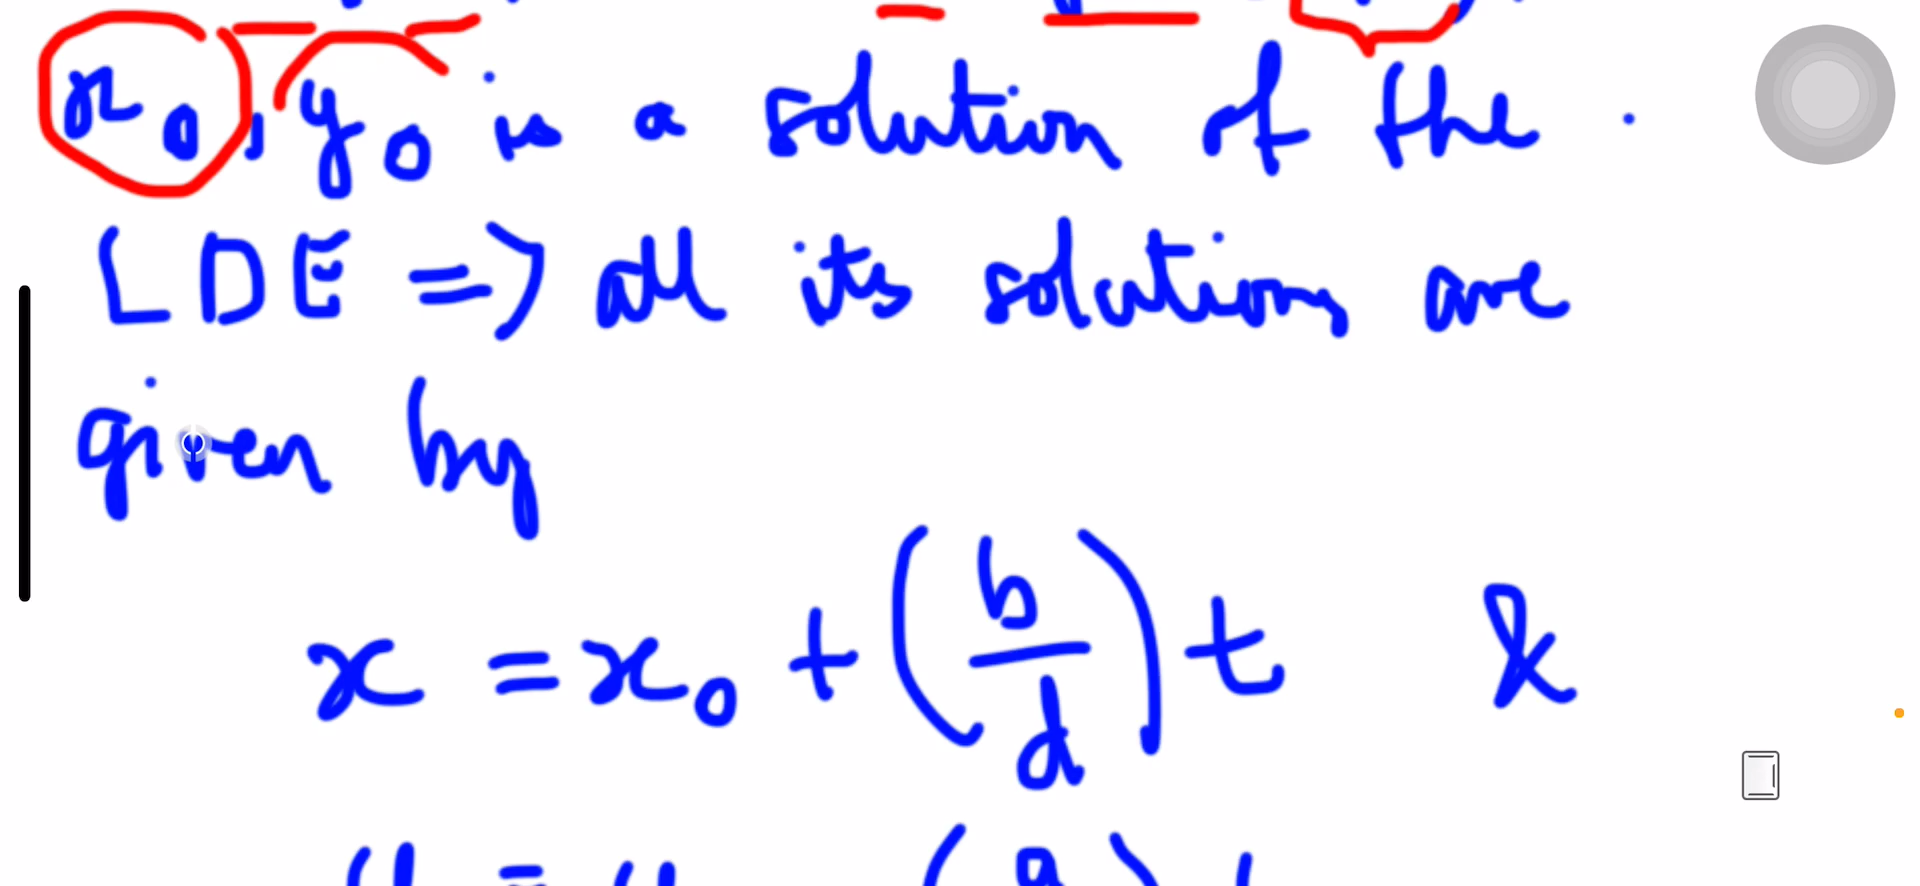 x₀, y₀ is a solution of the
LDE => all its solutions are
given by
x = x₀ + (b/d) t &